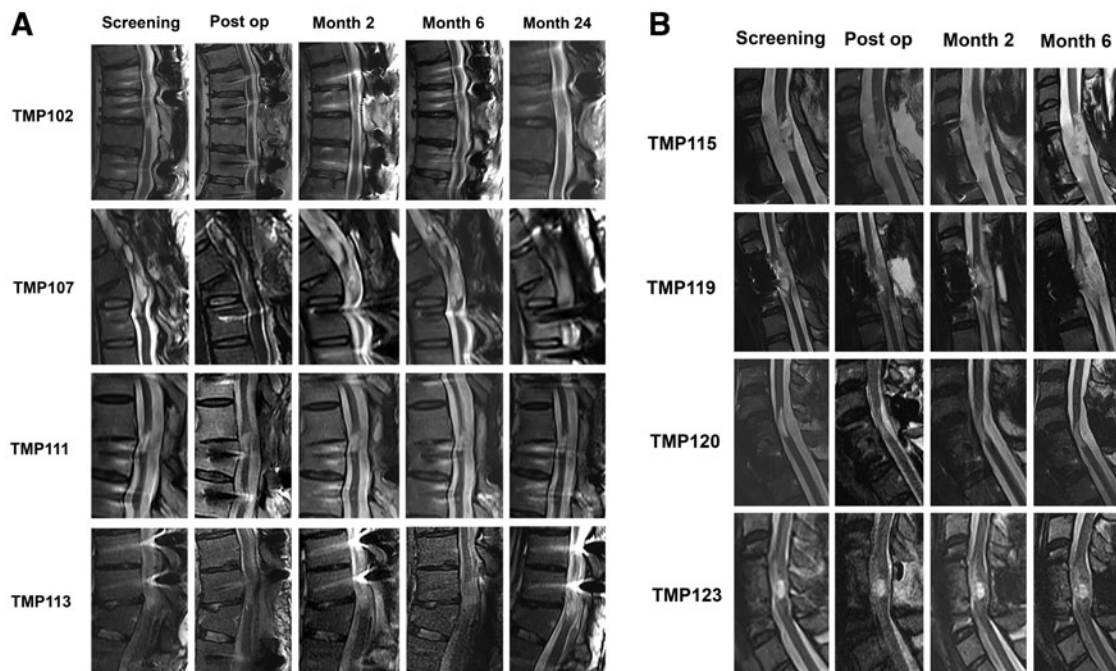 A
Screening Post op Month 2 Month 6 Month 24
TMP102
TMP107
TMP111
TMP113
B
Screening Post op Month 2 Month 6
TMP115
TMP119
TMP120
TMP123